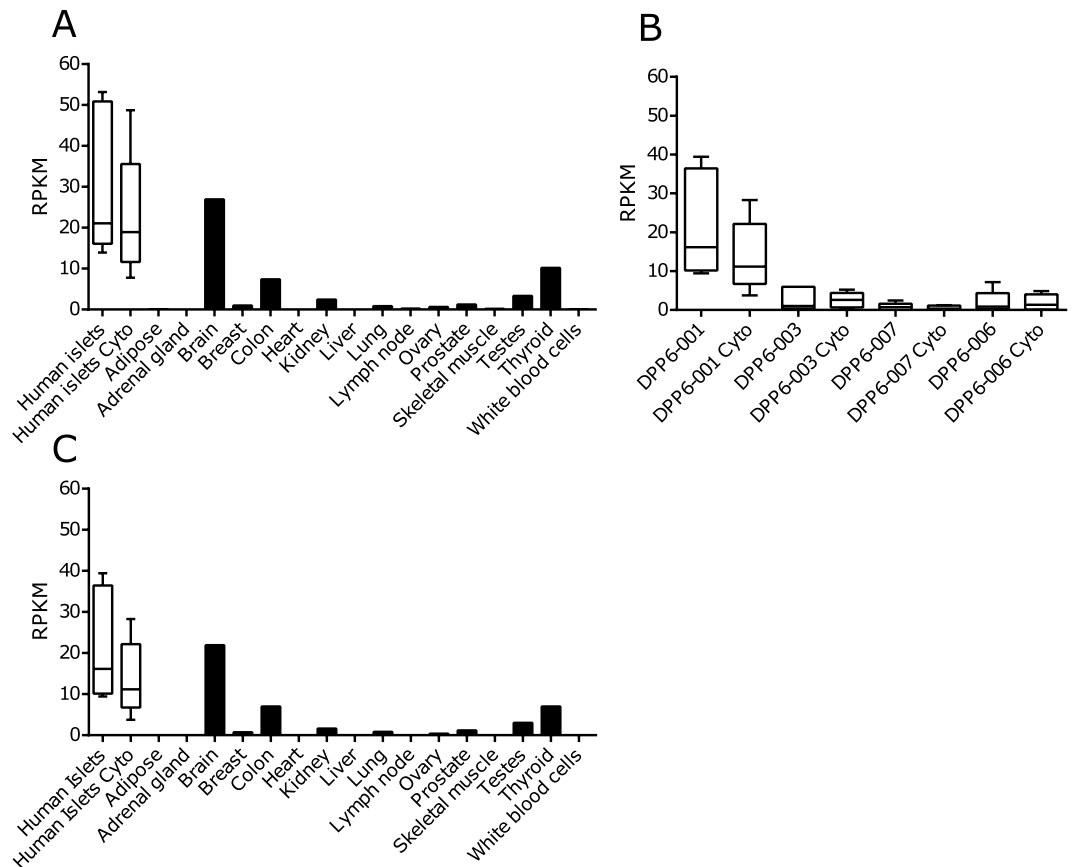 A
60
50
40
30
20
10
0
RPKM
Human islets
Human islets Cyto
Adipose
Adrenal gland
Brain
Breast
Colon
Heart
Kidney
Liver
Lung
Lymph node
Ovary
Prostate
Skeletal muscle
Testes
Thyroid
White blood cells
B
60
50
40
30
20
10
0
RPKM
DPP6-001
DPP6-001 Cyto
DPP6-003
DPP6-003 Cyto
DPP6-007
DPP6-007 Cyto
DPP6-006
DPP6-006 Cyto
C
60
50
40
30
20
10
0
RPKM
Human Islets
Human Islets Cyto
Adipose
Adrenal gland
Brain
Breast
Colon
Heart
Kidney
Liver
Lung
Lymph node
Ovary
Prostate
Skeletal muscle
Testes
Thyroid
White blood cells